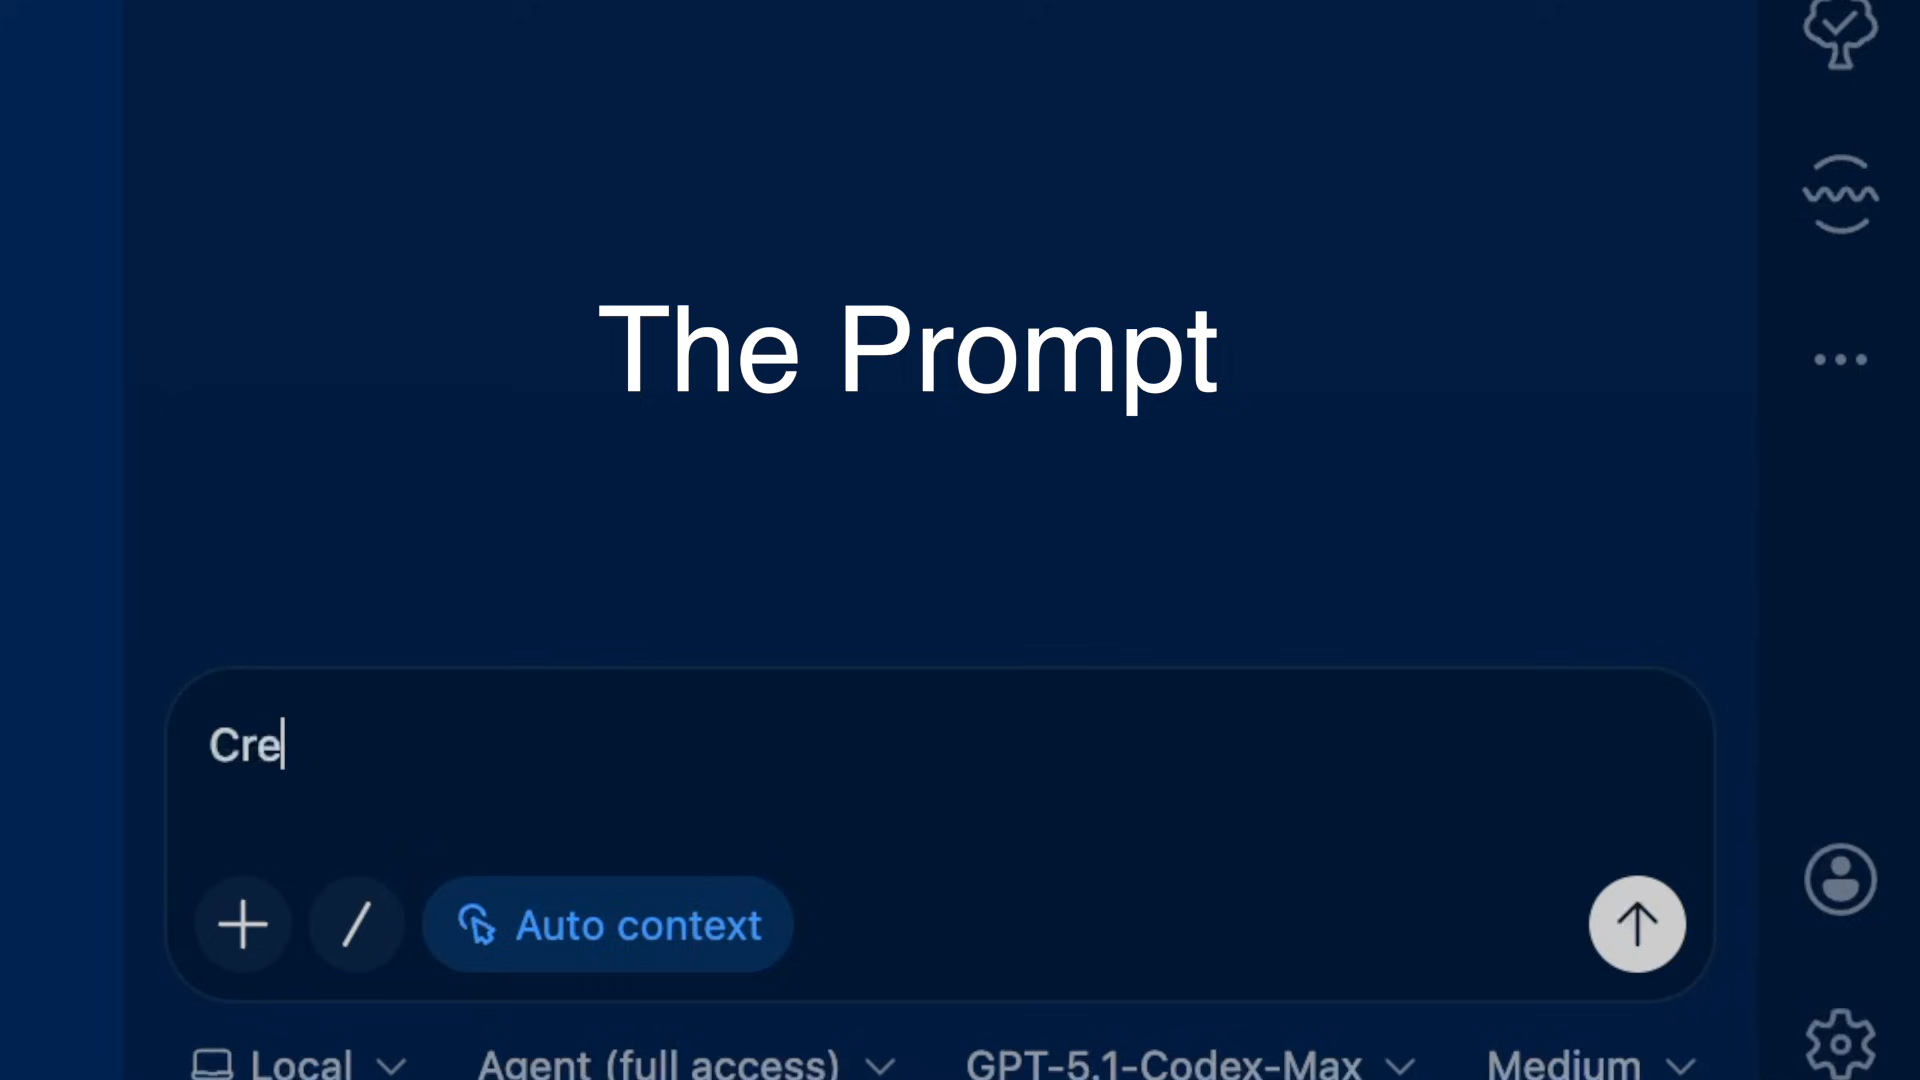 The Prompt
Cre
Auto context
Local
Agent (full access)
GPT-5.1-Codex-Max
Medium